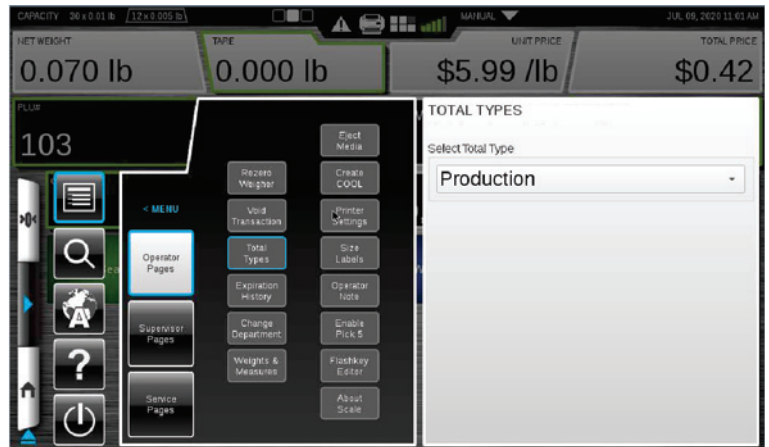 CAPACITY 30 x 0.01 lb 12 x 0.005 lb MANUAL JUL 09, 2020 11:01 AM
NET WEIGHT TARE UNIT PRICE TOTAL PRICE
0.070 lb 0.000 lb $5.99 /lb $0.42
PLU#
103
< MENU
Operator
Pages
Supervisor
Pages
Service
Pages
Rezero
Weigher
Void
Transaction
Total
Types
Expiration
History
Change
Department
Weights &
Measures
Eject
Media
Create
COOL
Printer
Settings
Size
Labels
Operator
Note
Enable
Pick 5
Flashkey
Editor
About
Scale
TOTAL TYPES
Select Total Type
Production
>0<
A
?